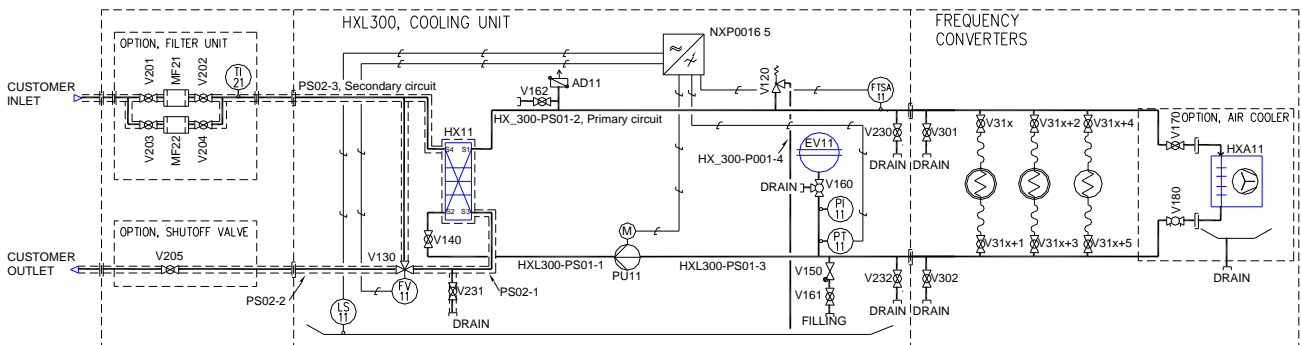 HXL300, COOLING UNIT
FREQUENCY
CONVERTERS
NXP0016 5
OPTION, FILTER UNIT
V201
MF21
V202
TI
21
V203
MF22
V204
CUSTOMER
INLET
PS02-3, Secondary circuit
V162
AD11
V120
FTSA
11
HX_300-PS01-2, Primary circuit
HX11
S4
S1
S2
S3
V140
HX_300-P001-4
EV11
DRAIN
V160
PI
11
PT
11
V230
DRAIN
V301
DRAIN
V31x
V31x+2
V31x+4
V31x+1
V31x+3
V31x+5
V170
OPTION, AIR COOLER
HXA11
V180
DRAIN
OPTION, SHUTOFF VALVE
V205
CUSTOMER
OUTLET
PS02-2
V130
FV
11
LS
11
V231
DRAIN
PS02-1
HXL300-PS01-1
M
PU11
HXL300-PS01-3
V150
V161
FILLING
V232
DRAIN
V302
DRAIN